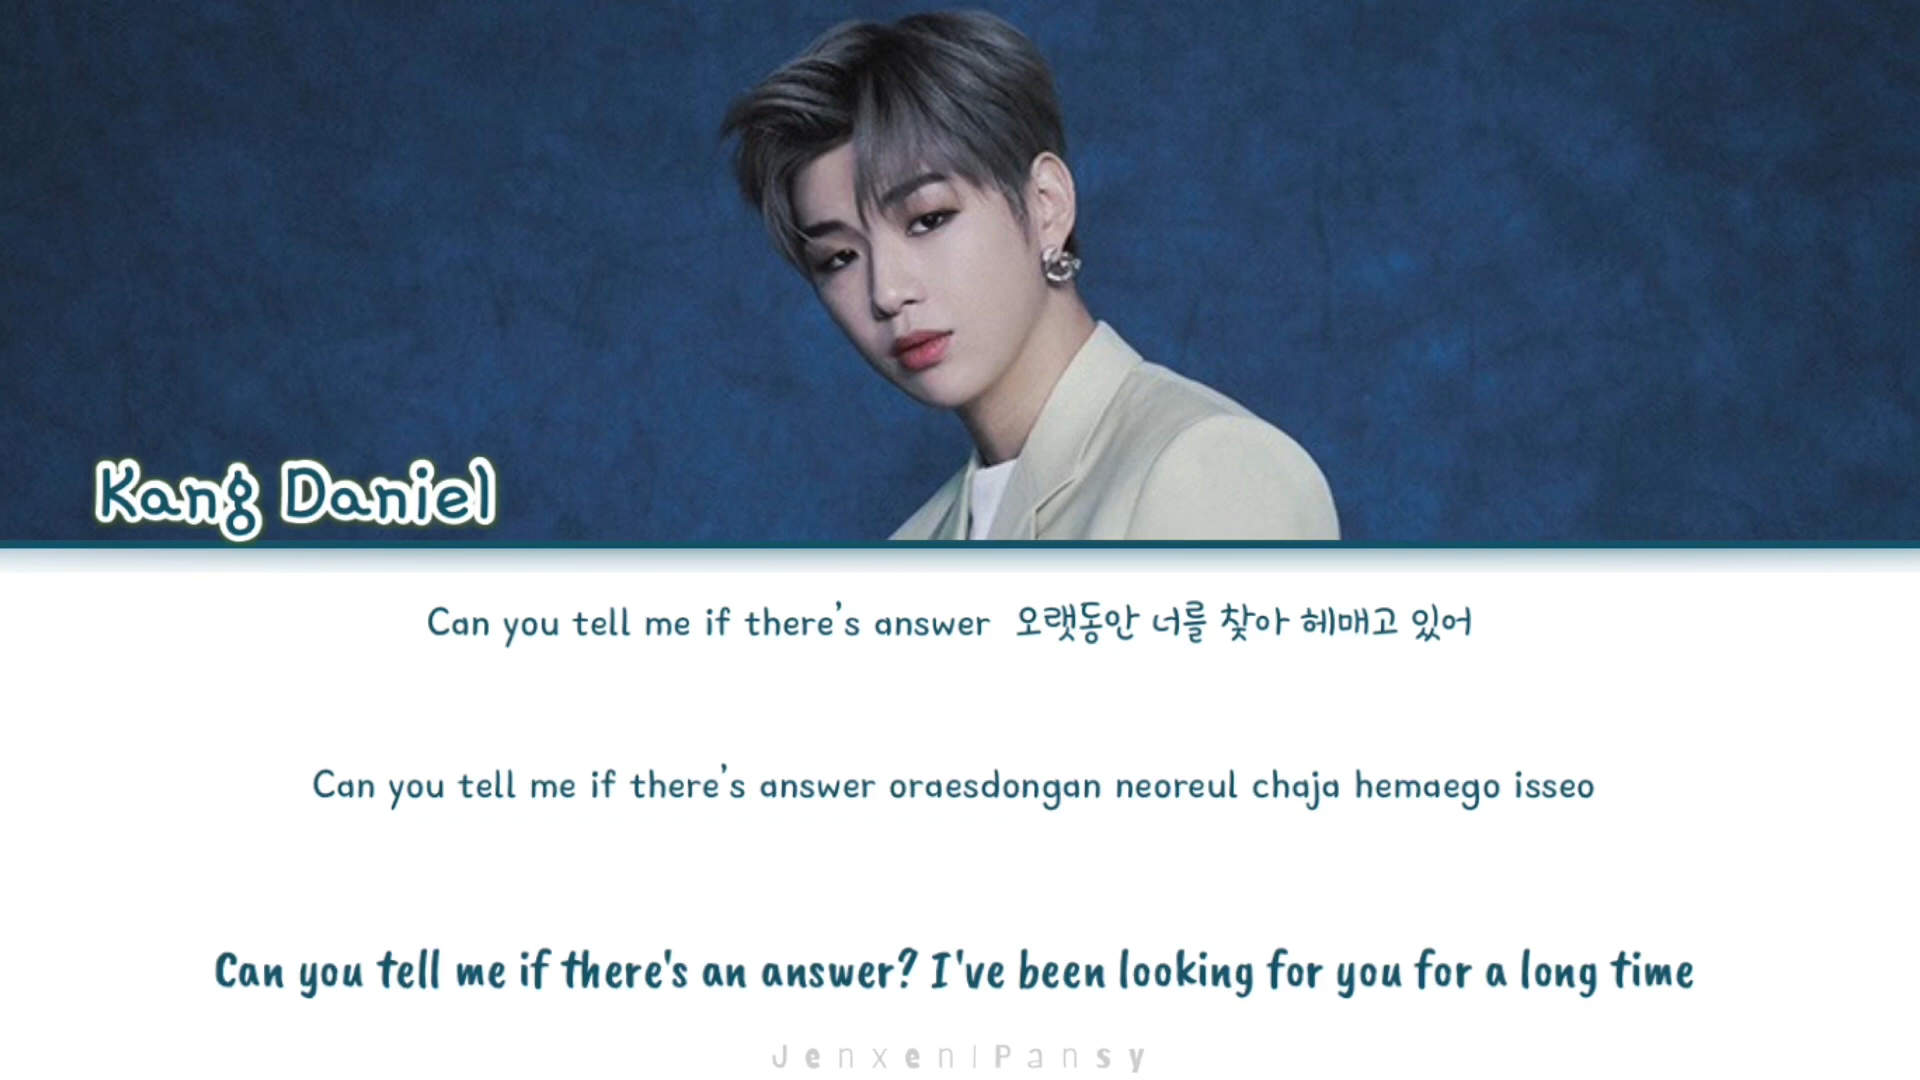 Kang Daniel
Can you tell me if there's answer 오랫동안 너를 찾아 헤매고 있어
Can you tell me if there's answer oraesdongan neoreul chaja hemaego isseo
Can you tell me if there's an answer? I've been looking for you for a long time
Jenxen|Pansy